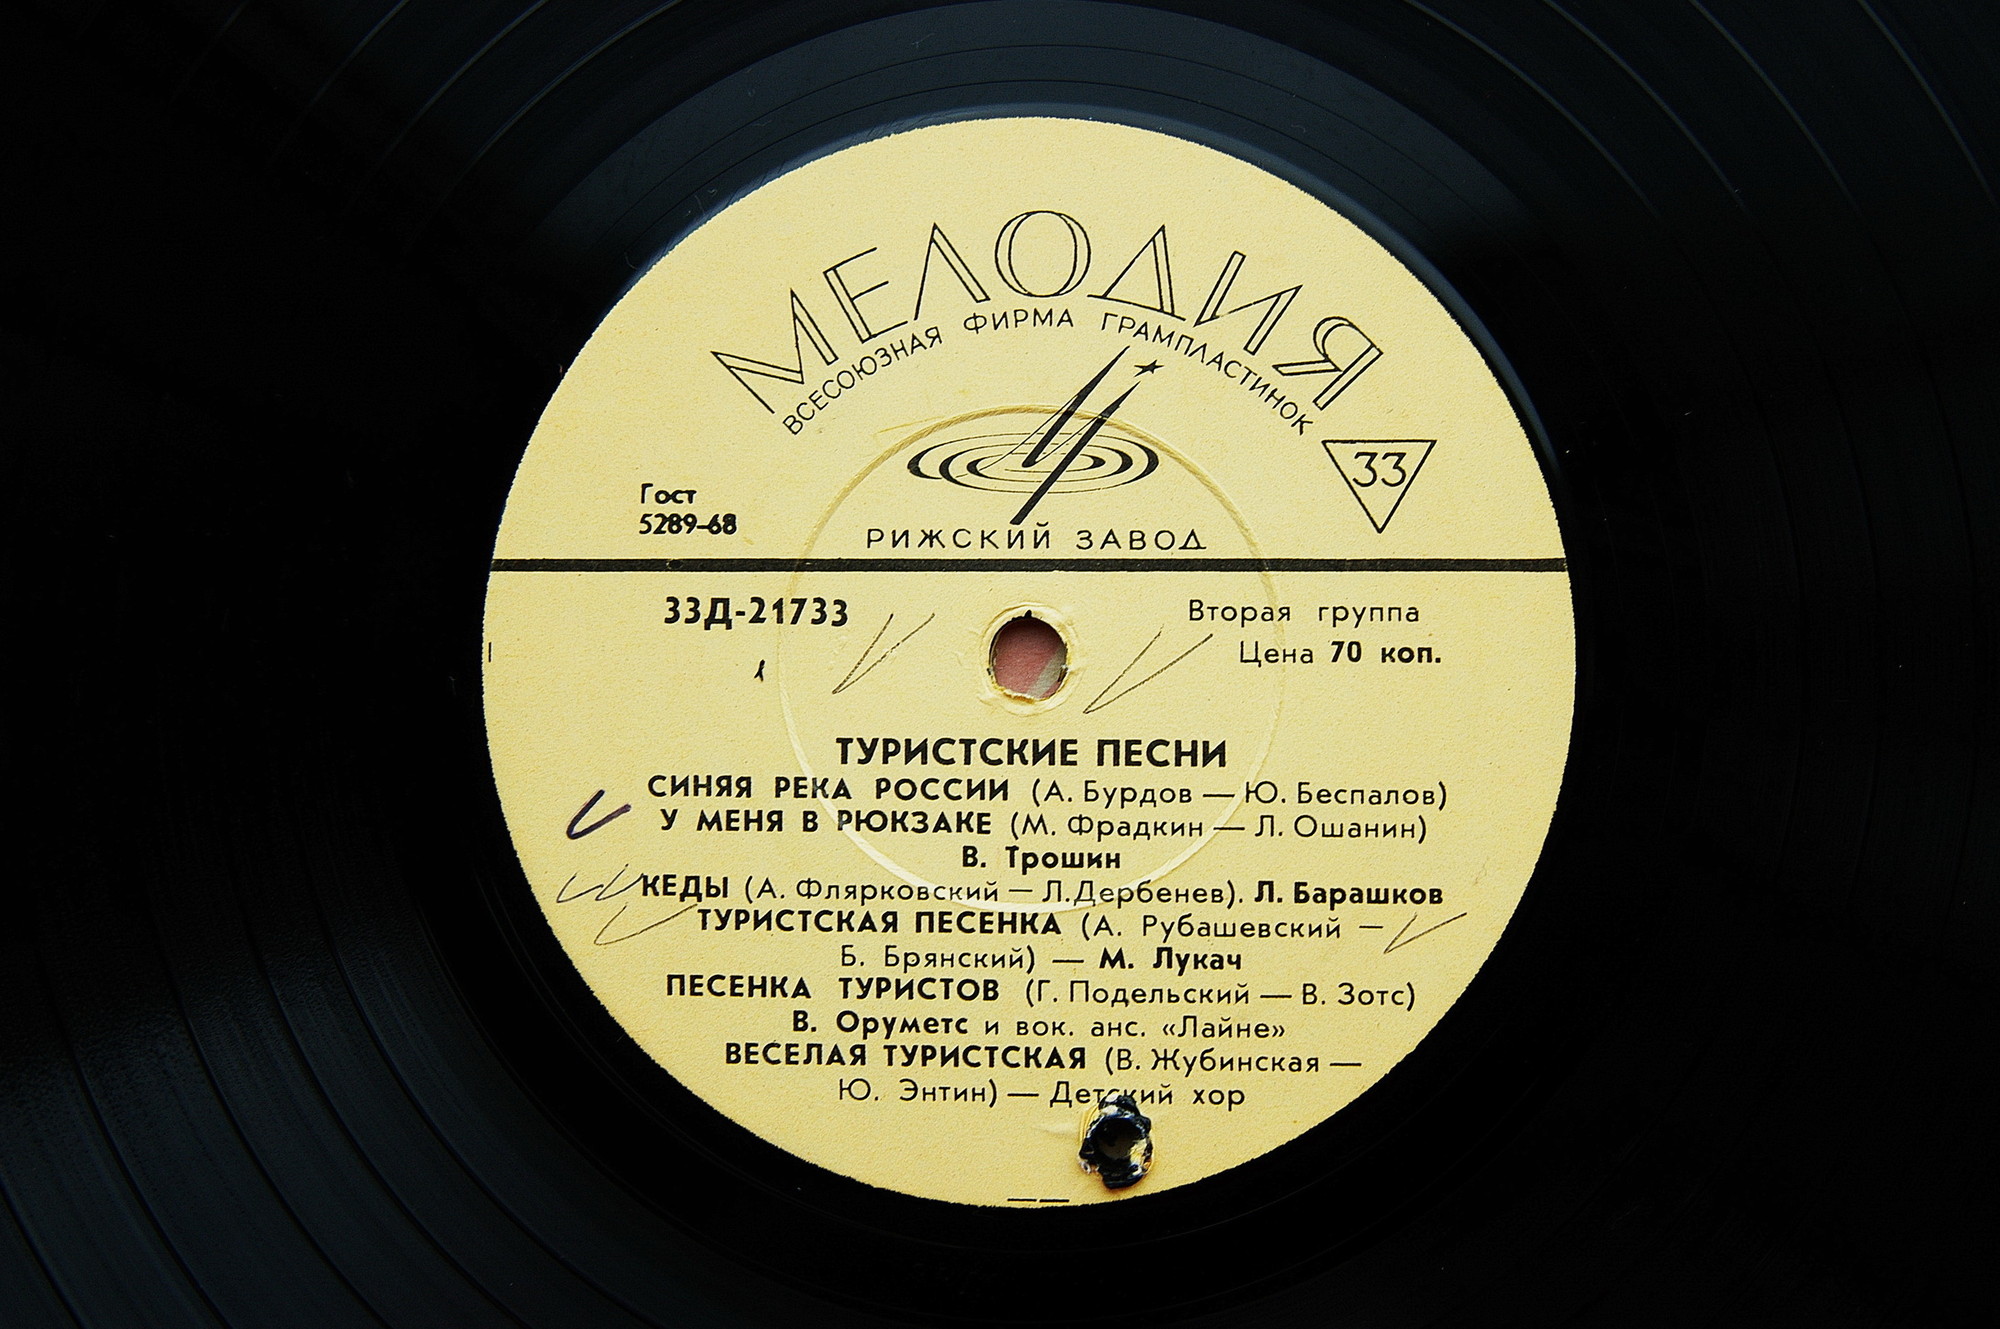 МЕЛОДИЯ
ВСЕСОЮЗНАЯ ФИРМА ГРАМПЛАСТИНОК
33
Гост
5289-68
РИЖСКИЙ ЗАВОД
33Д-21733
Вторая группа
Цена 70 коп.
ТУРИСТСКИЕ ПЕСНИ
СИНЯЯ РЕКА РОССИИ (А. Бурдов — Ю. Беспалов)
У МЕНЯ В РЮКЗАКЕ (М. Фрадкин — Л. Ошанин)
В. Трошин
КЕДЫ (А. Флярковский — Л.Дербенев). Л. Барашков
ТУРИСТСКАЯ ПЕСЕНКА (А. Рубашевский —
Б. Брянский) — М. Лукач
ПЕСЕНКА ТУРИСТОВ (Г. Подельский — В. Зотс)
В. Оруметс и вок. анс. «Лайне»
ВЕСЕЛАЯ ТУРИСТСКАЯ (В. Жубинская —
Ю. Энтин) — Детский хор